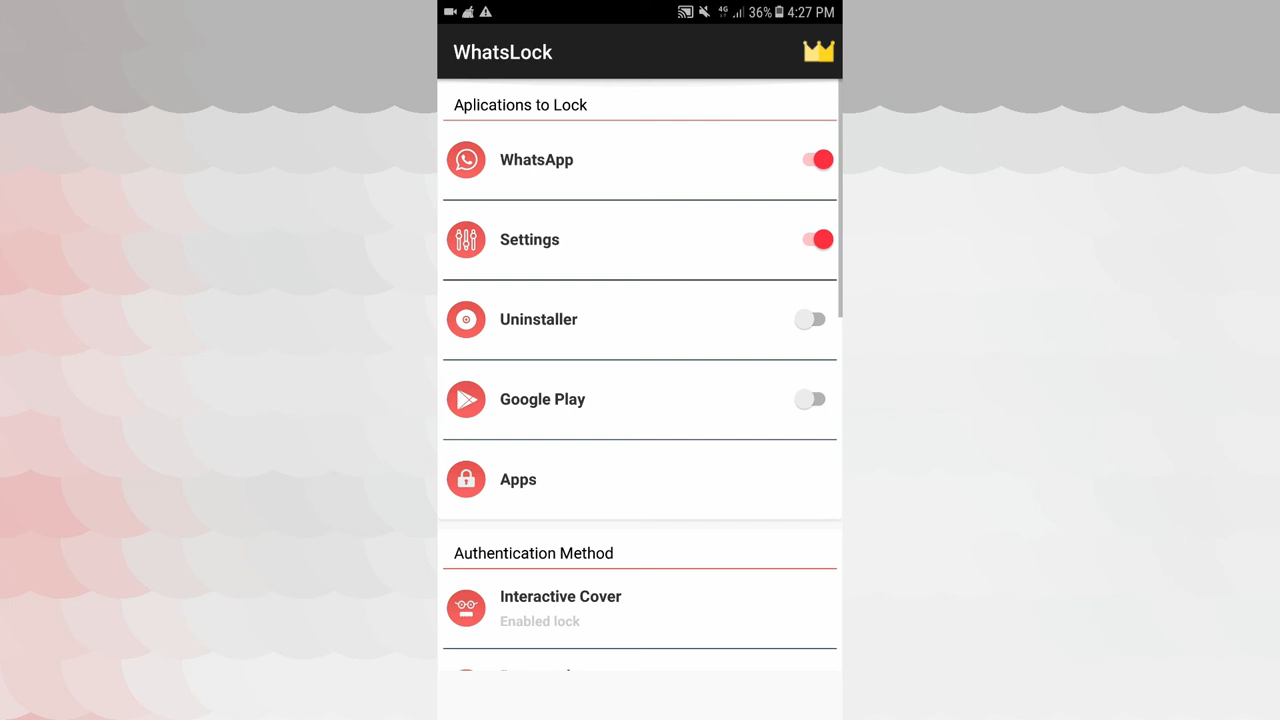 4G 36% 4:27 PM
WhatsLock
Aplications to Lock
WhatsApp
Settings
Uninstaller
Google Play
Apps
Authentication Method
Interactive Cover
Enabled lock